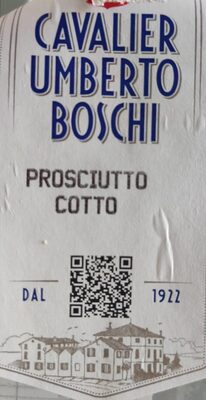 CAVALIER
UMBERTO
BOSCHI
PROSCIUTTO
COTTO
DAL 1922